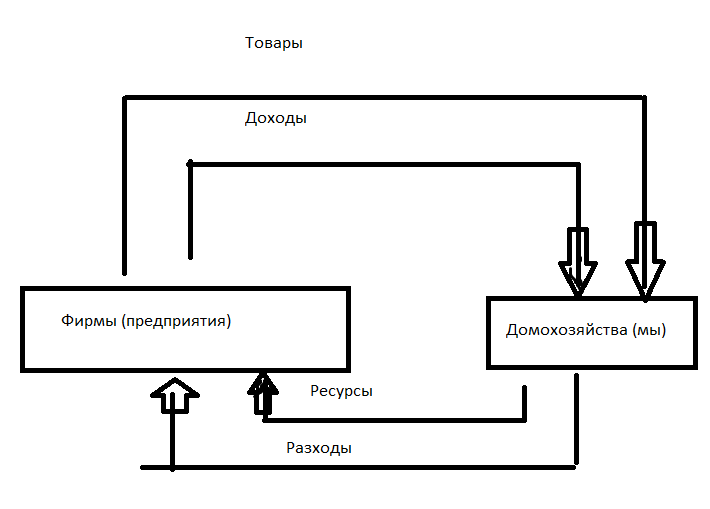 Товары
Доходы
Фирмы (предприятия)
Домохозяйства (мы)
Ресурсы
Разходы